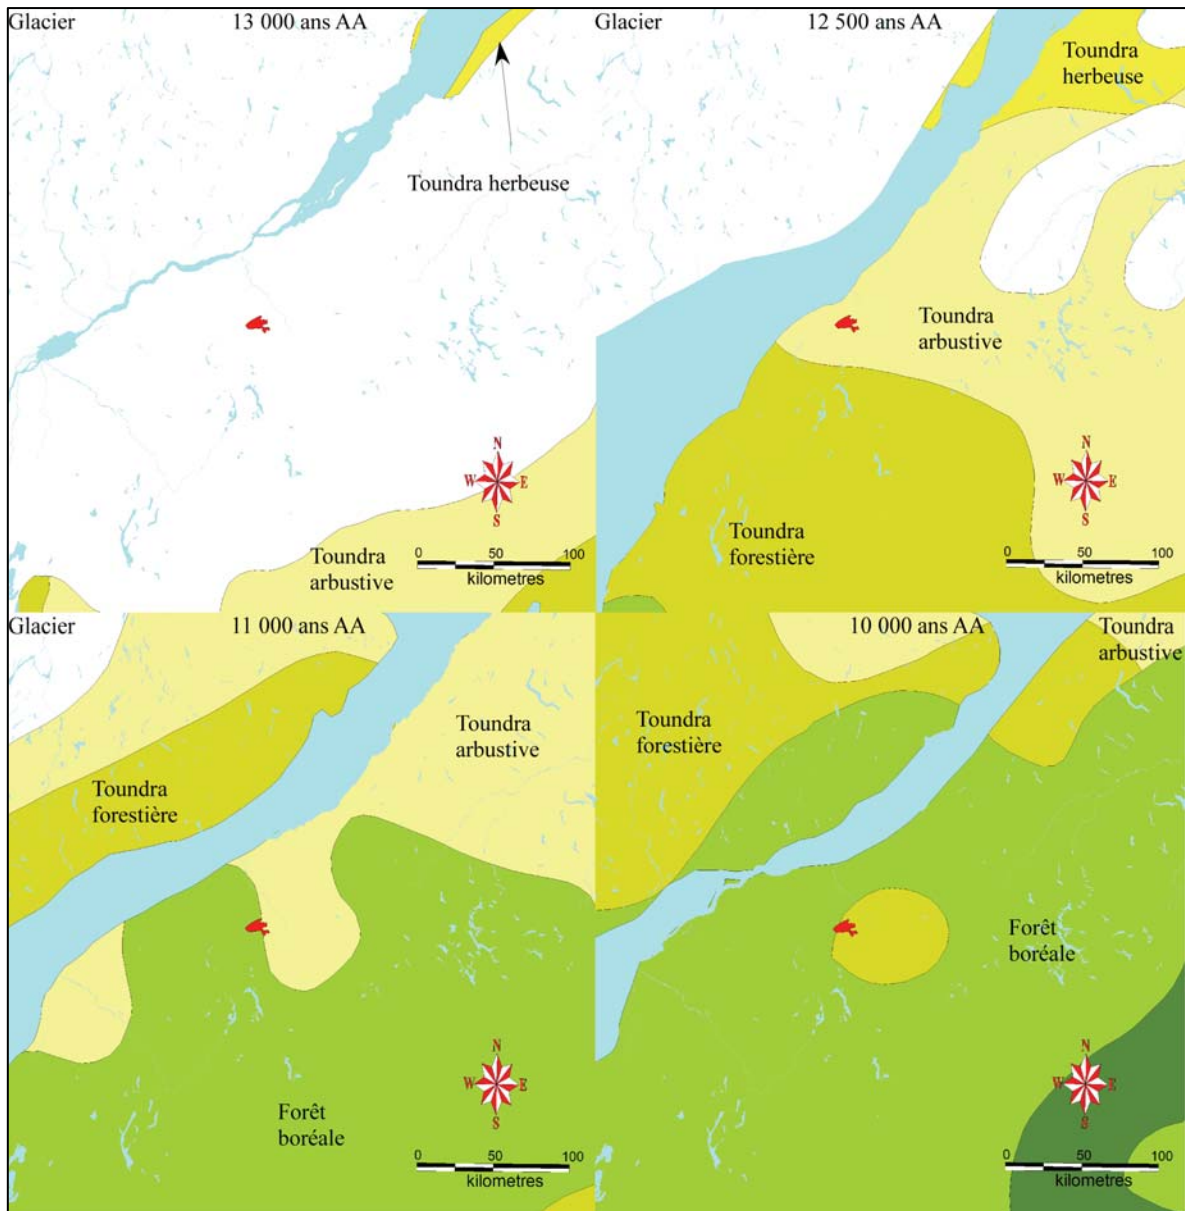 Glacier
13 000 ans AA
Toundra herbeuse
N
W
E
S
0 50 100
kilometres
Toundra
arbustive
Glacier
12 500 ans AA
Toundra
herbeuse
Toundra
arbustive
N
W
E
S
Toundra
forestière
0 50 100
kilometres
Glacier
11 000 ans AA
Toundra
arbustive
Toundra
forestière
N
W
E
S
Forêt
boréale
0 50 100
kilometres
10 000 ans AA
Toundra
arbustive
Toundra
forestière
Forêt
boréale
N
W
E
S
0 50 100
kilometres